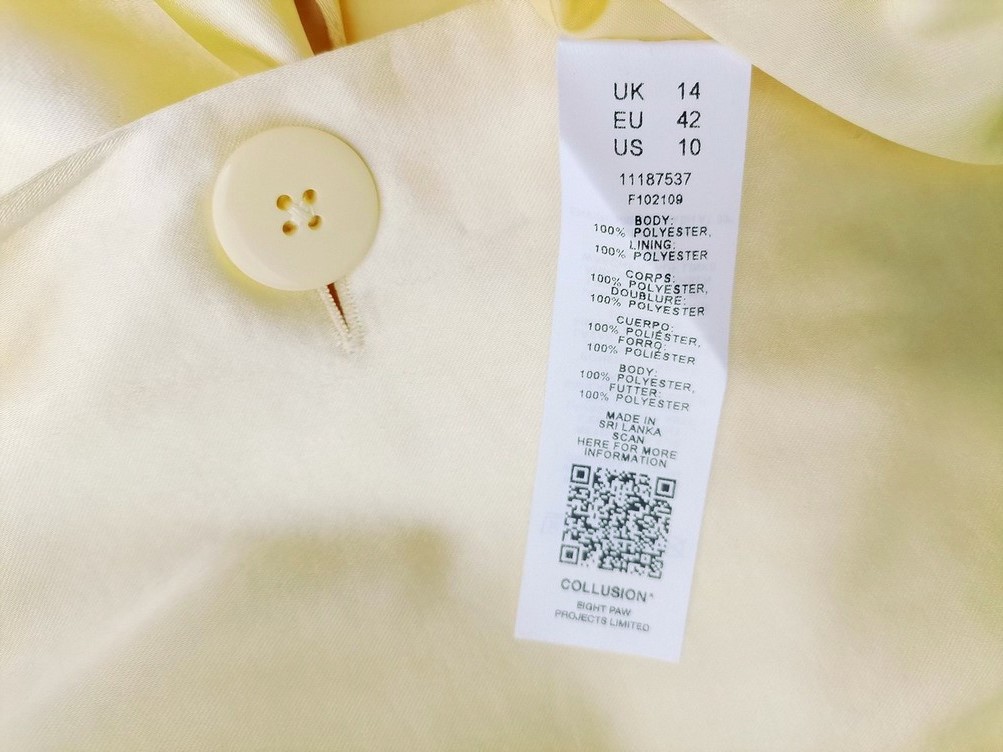 UK 14
EU 42
US 10
11187537
F102109
BODY:
100% POLYESTER,
LINING:
100% POLYESTER
CORPS:
100% POLYESTER,
DOUBLURE:
100% POLYESTER
CUERPO:
100% POLIÉSTER,
FORRO:
100% POLIÉSTER
BODY:
100% POLYESTER,
FUTTER:
100% POLYESTER
MADE IN
SRI LANKA
SCAN
HERE FOR MORE
INFORMATION
COLLUSION
EIGHT PAW
PROJECTS LIMITED